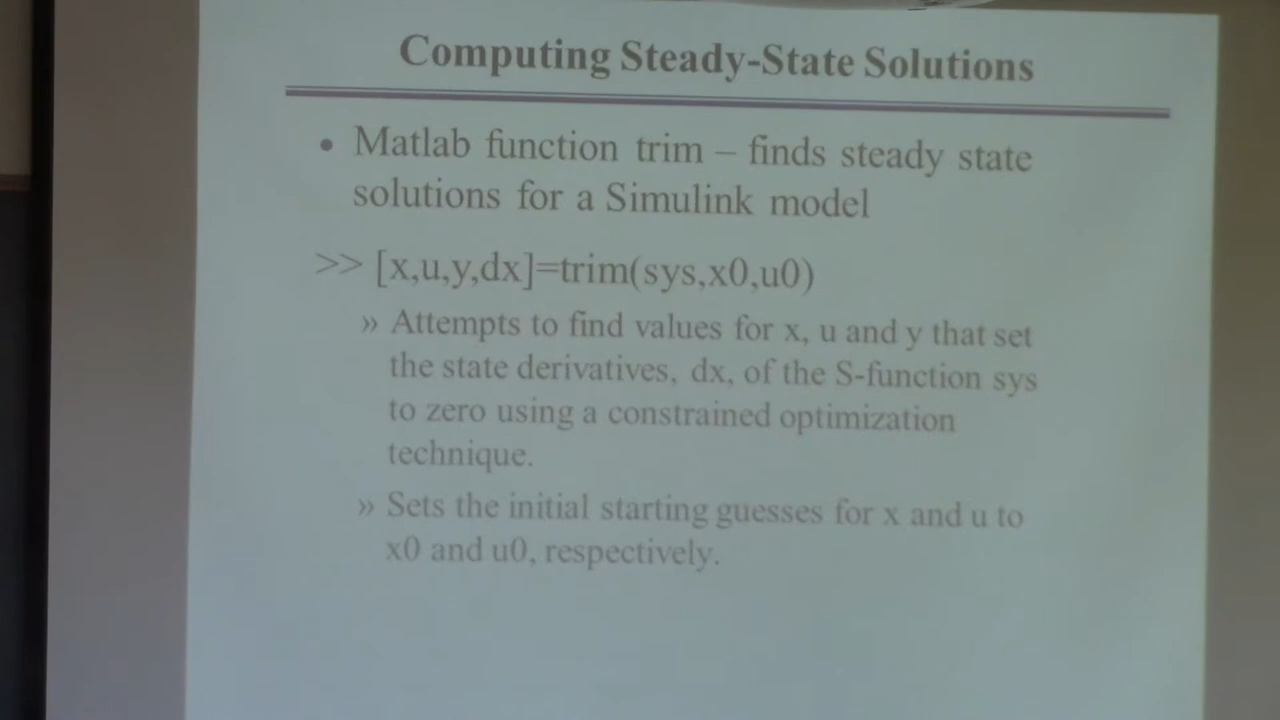 Computing Steady-State Solutions
• Matlab function trim – finds steady state
solutions for a Simulink model
>> [x,u,y,dx]=trim(sys,x0,u0)
» Attempts to find values for x, u and y that set
the state derivatives, dx, of the S-function sys
to zero using a constrained optimization
technique.
» Sets the initial starting guesses for x and u to
x0 and u0, respectively.